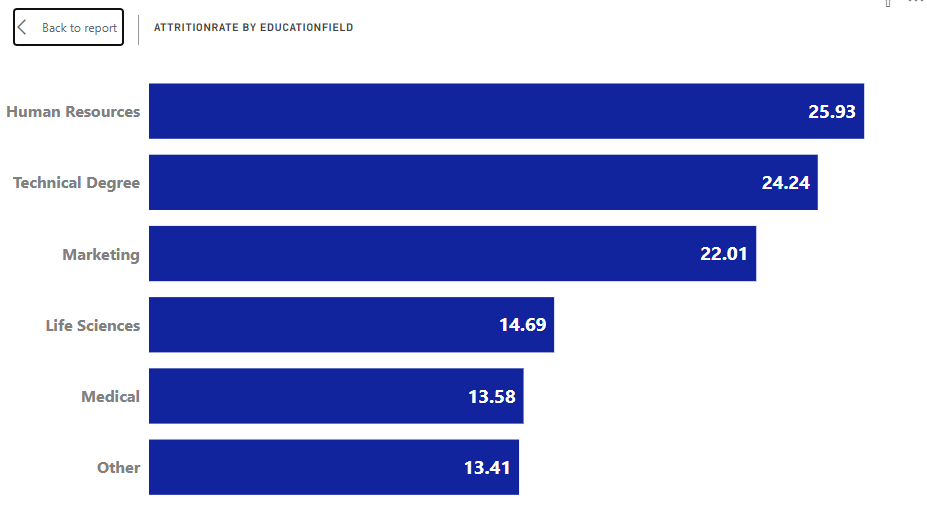 Back to report
ATTRITIONRATE BY EDUCATIONFIELD
Human Resources 25.93
Technical Degree 24.24
Marketing 22.01
Life Sciences 14.69
Medical 13.58
Other 13.41